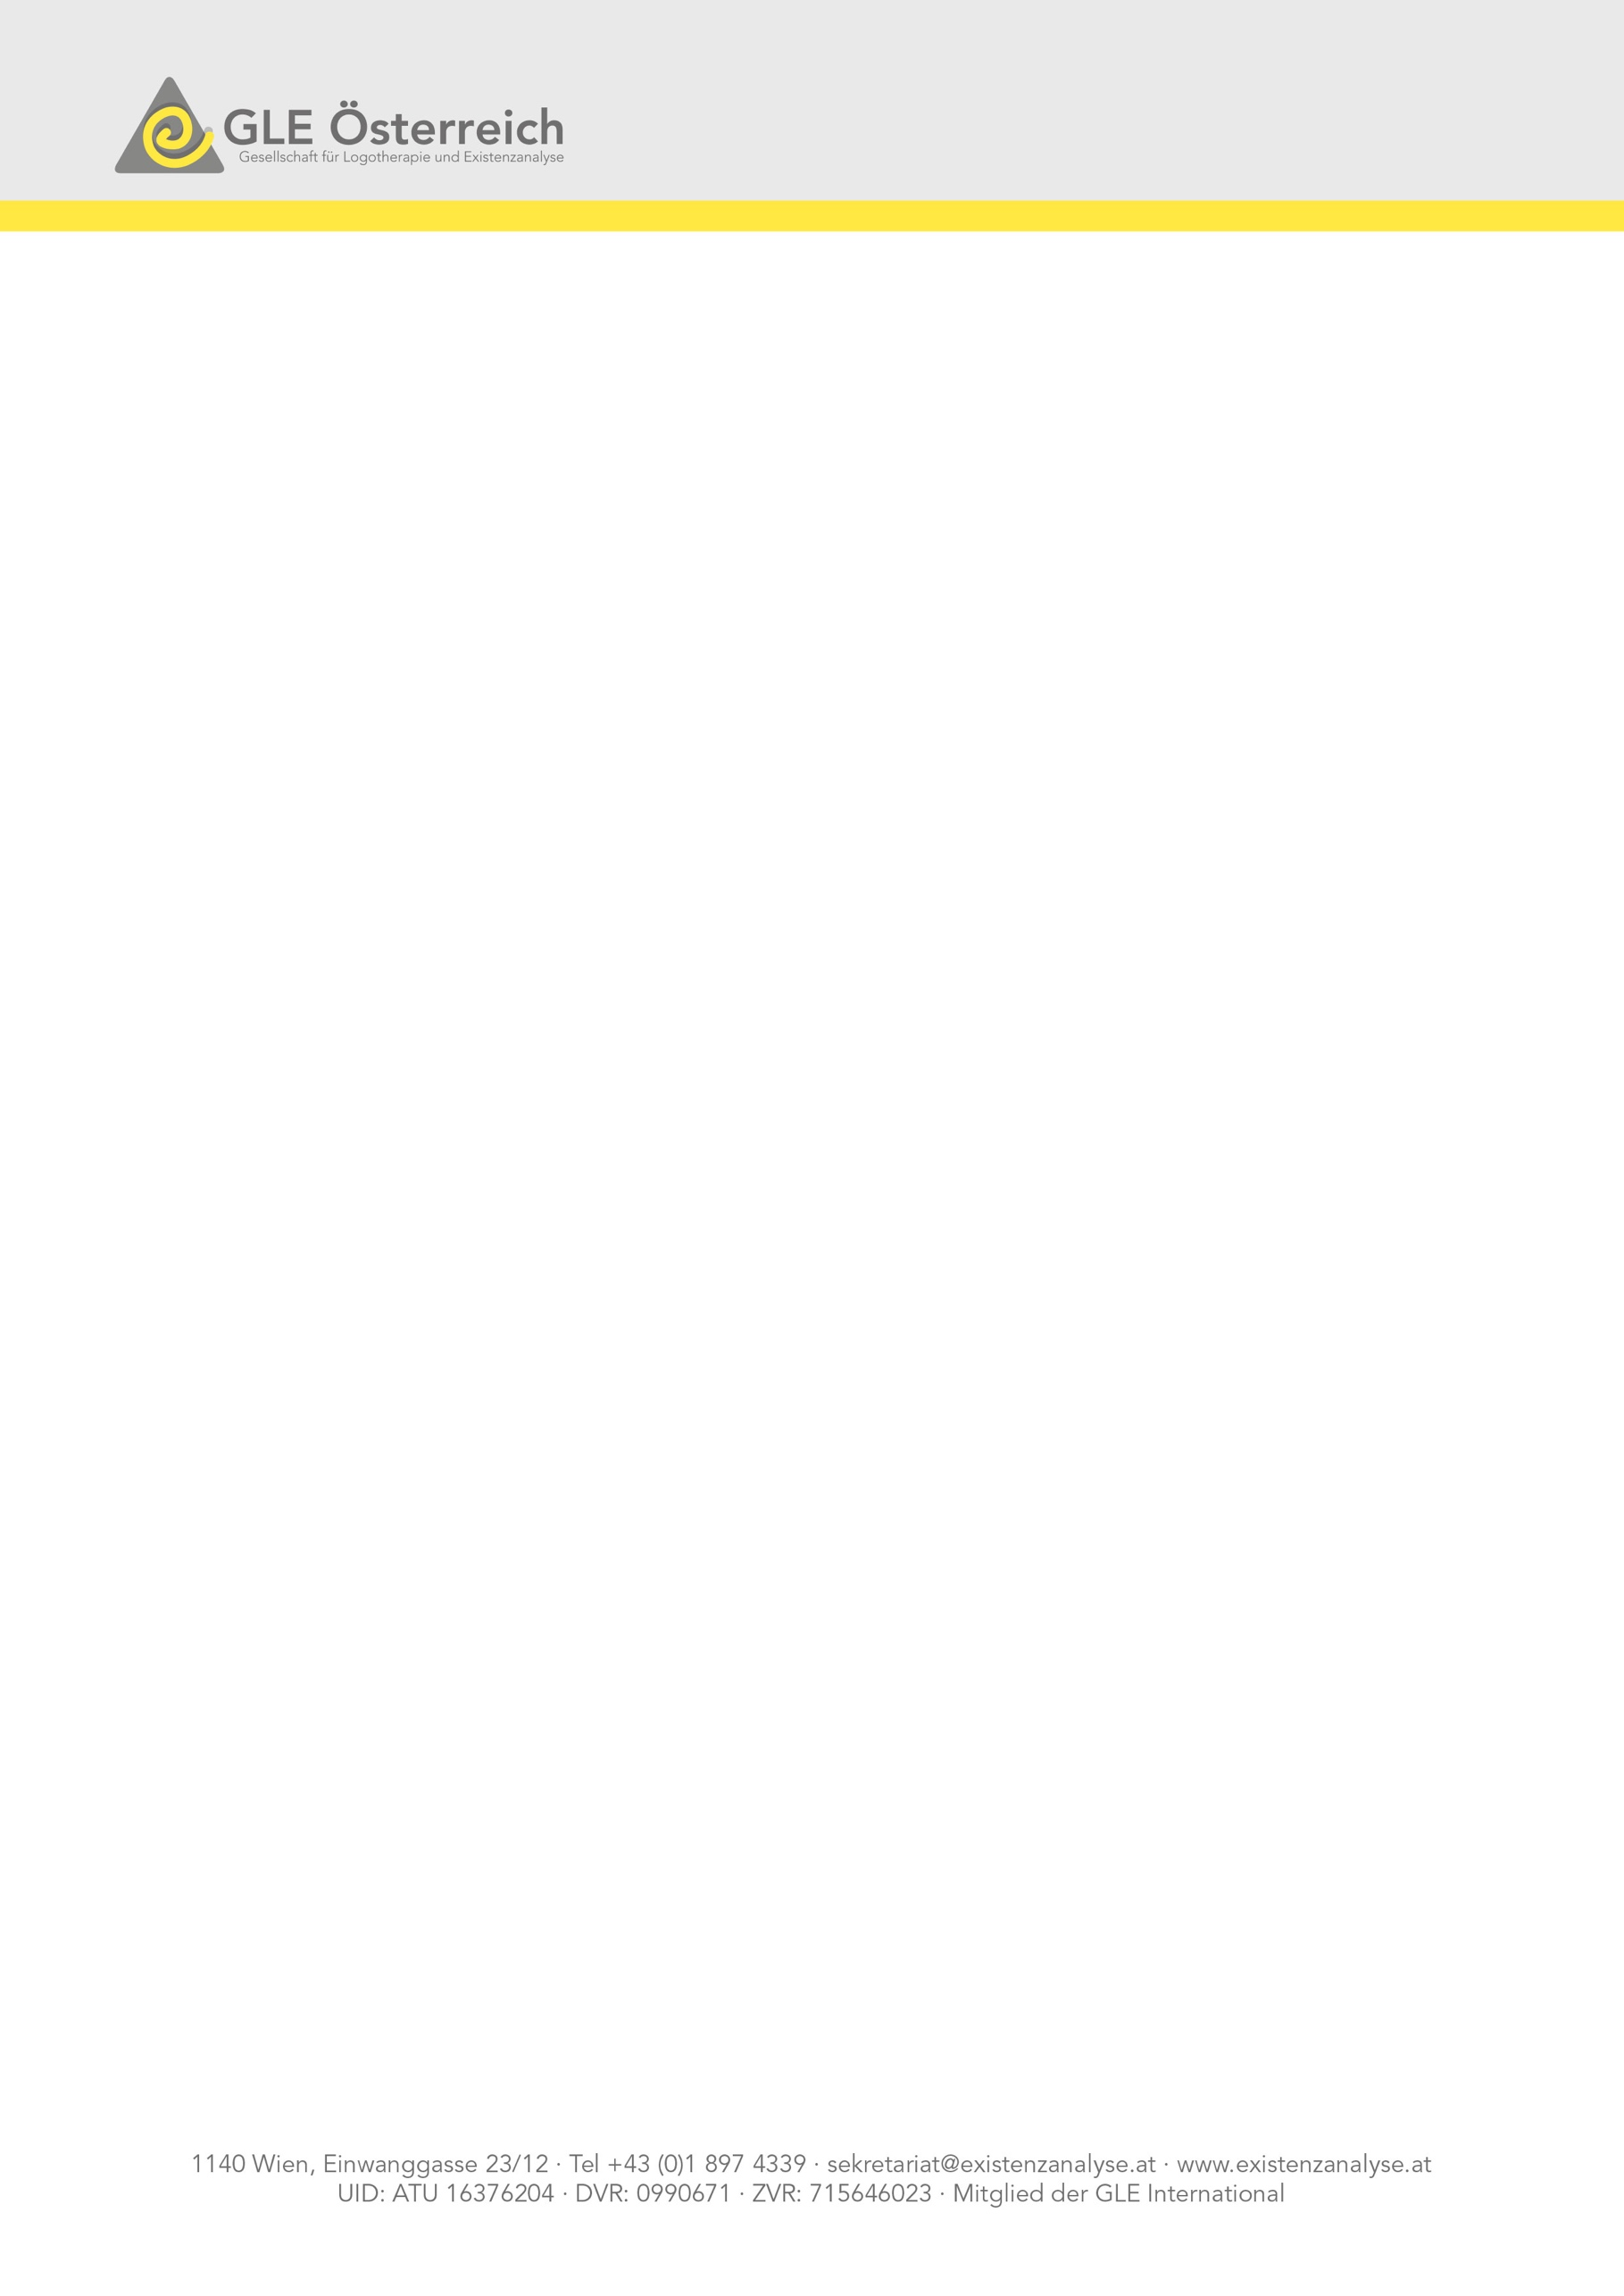 GLE Österreich
Gesellschaft für Logotherapie und Existenzanalyse
1140 Wien, Einwanggasse 23/12 · Tel +43 (0)1 897 4339 · sekretariat@existenzanalyse.at · www.existenzanalyse.at
UID: ATU 16376204 · DVR: 0990671 · ZVR: 715646023 · Mitglied der GLE International